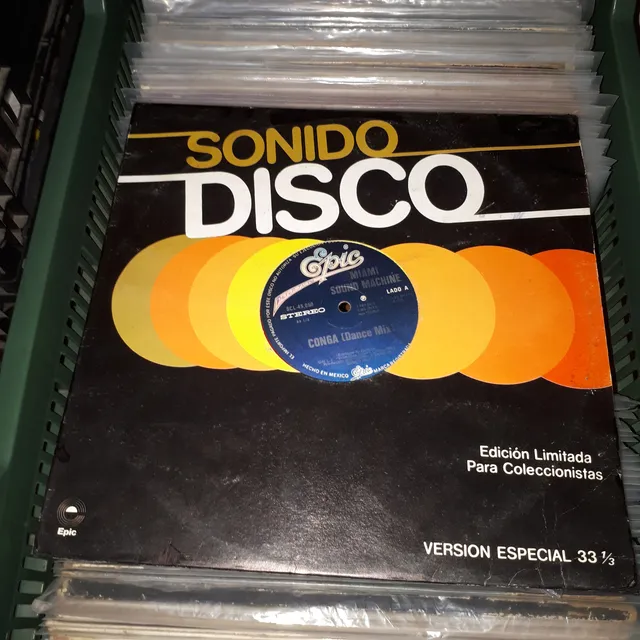 SONIDO
DISCO
Epic
MIAMI
SOUND MACHINE
LADO A
STEREO
CONGA (Dance Mix)
HECHO EN MEXICO
Epic
Edición Limitada
Para Coleccionistas
Epic
VERSION ESPECIAL 33 1/3